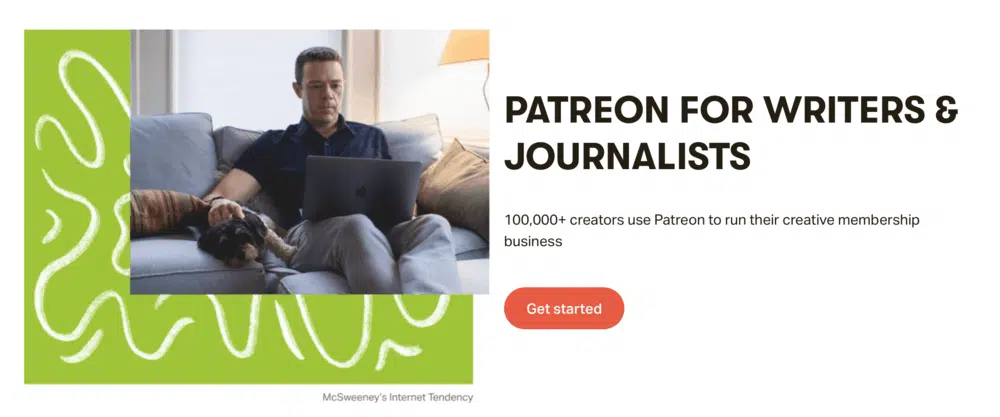 PATREON FOR WRITERS &
JOURNALISTS
100,000+ creators use Patreon to run their creative membership
business
Get started
McSweeney's Internet Tendency